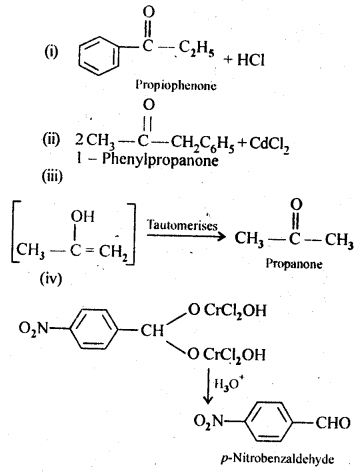 (i) O
C—C₂H₅ + HCl
Propiophenone
(ii) O
2 CH₃—C—CH₂C₆H₅ + CdCl₂
1 – Phenylpropanone
(iii)
OH
[CH₃—C=CH₂] Tautomerises O
CH₃—C—CH₃
Propanone
(iv)
O CrCl₂OH
O₂N CH
O CrCl₂OH
H₃O⁺
O₂N CHO
p-Nitrobenzaldehyde